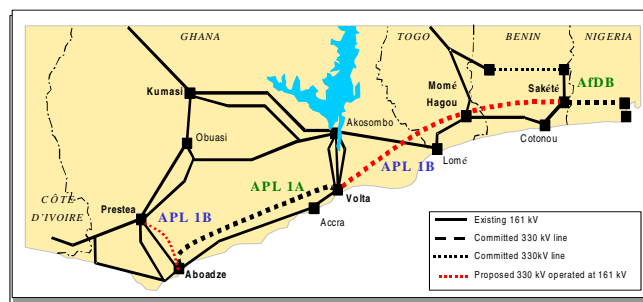 GHANA
TOGO
BENIN
NIGERIA
AfDB
Momé
Hagou
Sakété
Kumasi
Akosombo
Obuasi
Cotonou
Lomé
APL 1B
APL 1A
Volta
CÔTE
D'IVOIRE
Prestea
APL 1B
Accra
Aboadze
Existing 161 kV
Committed 330 kV line
Committed 330kV line
Proposed 330 kV operated at 161 kV